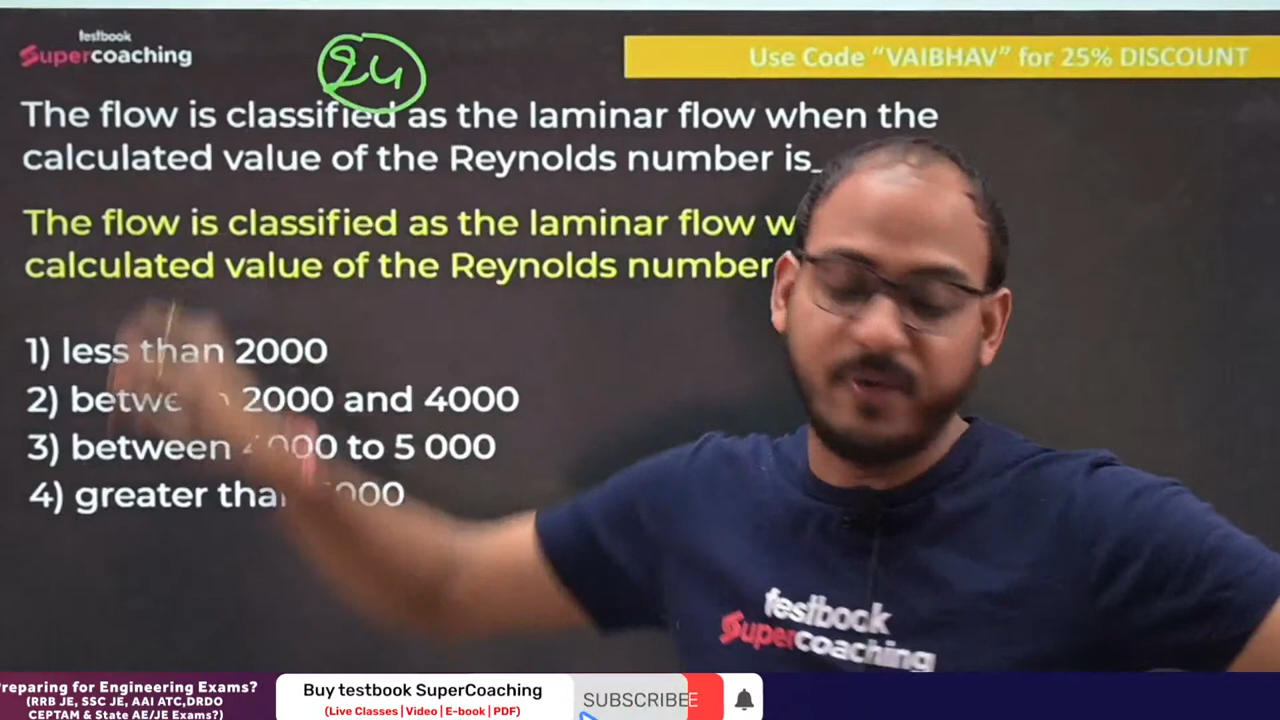 testbook
Supercoaching
24
Use Code “VAIBHAV” for 25% DISCOUNT
The flow is classified as the laminar flow when the
calculated value of the Reynolds number is_
The flow is classified as the laminar flow
calculated value of the Reynolds number
1) less than 2000
2) between 2000 and 4000
3) between 4000 to 5 000
4) greater than
testbook
Supercoaching
Preparing for Engineering Exams?
(RRB JE, SSC JE, AAI ATC,DRDO
CEPTAM & State AE/JE Exams?)
Buy testbook SuperCoaching
(Live Classes | Video | E-book | PDF)
SUBSCRIBE